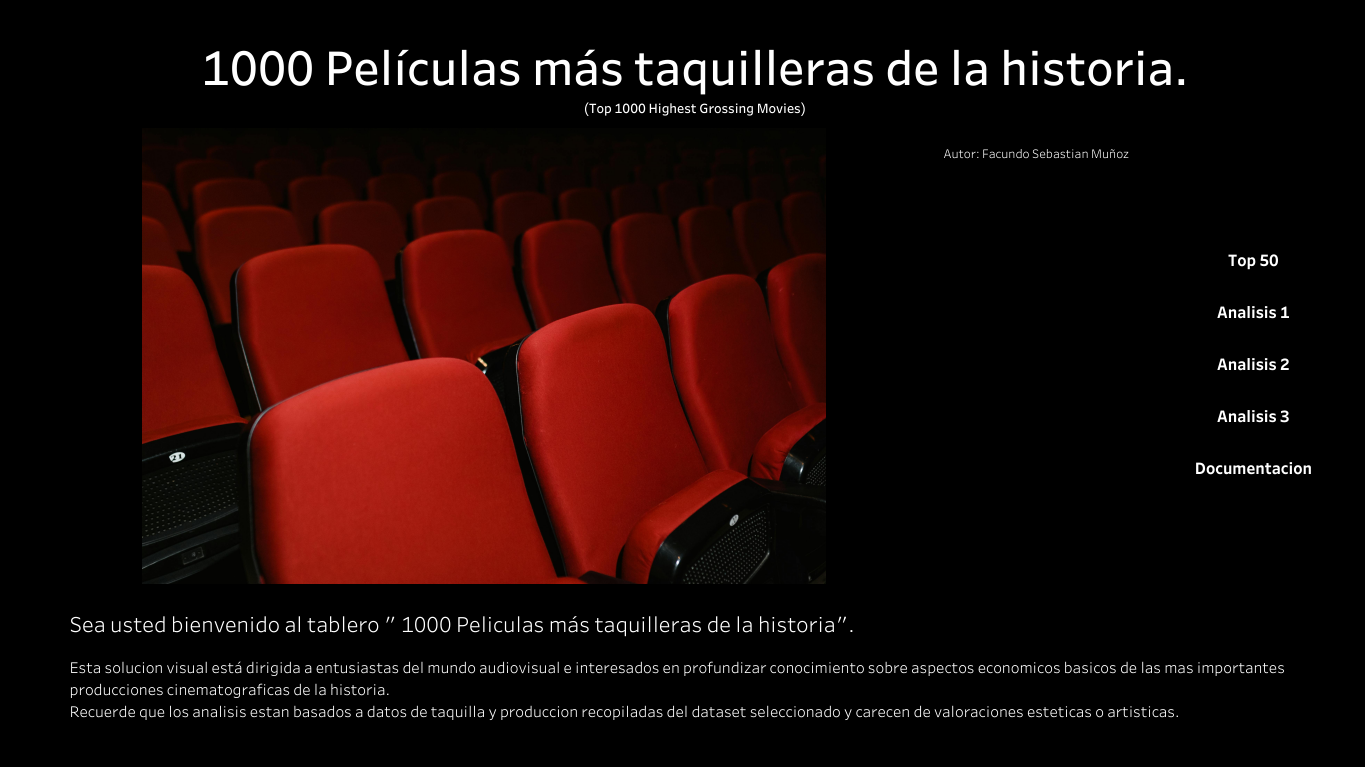 1000 Películas más taquilleras de la historia.
(Top 1000 Highest Grossing Movies)
Autor: Facundo Sebastian Muñoz
Top 50
Analisis 1
Analisis 2
Analisis 3
Documentacion
21
Sea usted bienvenido al tablero " 1000 Peliculas más taquilleras de la historia".
Esta solucion visual está dirigida a entusiastas del mundo audiovisual e interesados en profundizar conocimiento sobre aspectos economicos basicos de las mas importantes
producciones cinematograficas de la historia.
Recuerde que los analisis estan basados a datos de taquilla y produccion recopiladas del dataset seleccionado y carecen de valoraciones esteticas o artisticas.